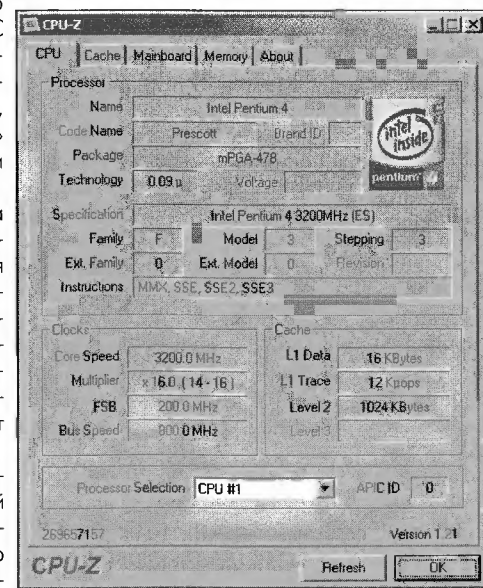 CPU-Z
CPU Cache Mainboard Memory About
Processor
Name Intel Pentium 4
Code Name Prescott Brand ID
Package mPGA-478
Technology 0.09 µ Voltage
intel inside
pentium 4
Specification Intel Pentium 4 3200MHz (ES)
Family F Model 3 Stepping 3
Ext. Family 0 Ext. Model 0 Revision
Instructions MMX, SSE, SSE2, SSE3
Clocks
Core Speed 3200.0 MHz
Multiplier x 16.0 ( 14 - 16 )
FSB 200.0 MHz
Bus Speed 800.0 MHz
Cache
L1 Data 16 KBytes
L1 Trace 12 Kµops
Level 2 1024 KBytes
Level 3
Processor Selection CPU #1 APIC ID 0
269657157 Version 1.21
CPU-Z Refresh OK